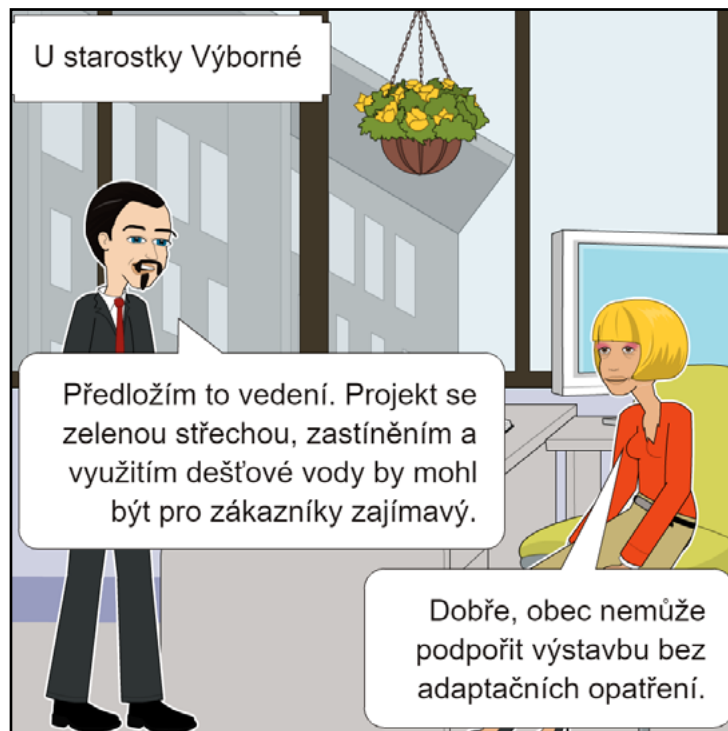 U starostky Výborné
Předložím to vedení. Projekt se
zelenou střechou, zastíněním a
využitím dešťové vody by mohl
být pro zákazníky zajímavý.
Dobře, obec nemůže
podpořit výstavbu bez
adaptačních opatření.